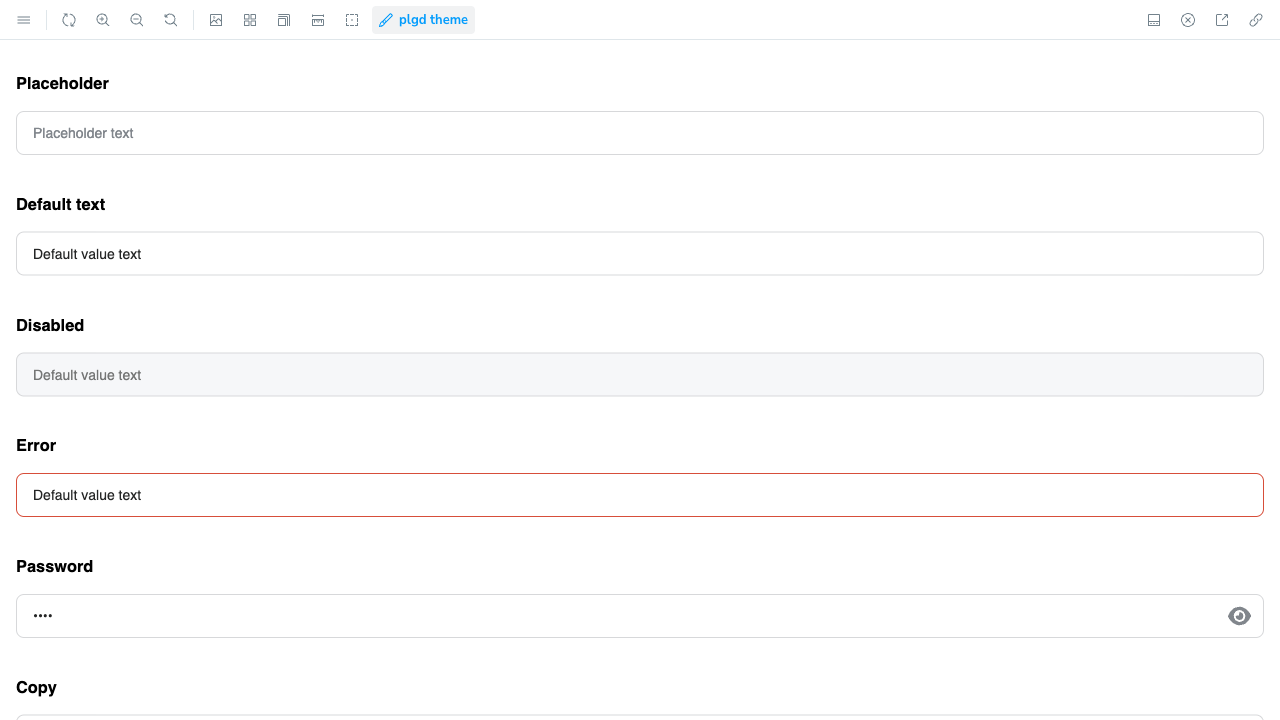 plgd theme
Placeholder
Placeholder text
Default text
Default value text
Disabled
Default value text
Error
Default value text
Password
••••
Copy